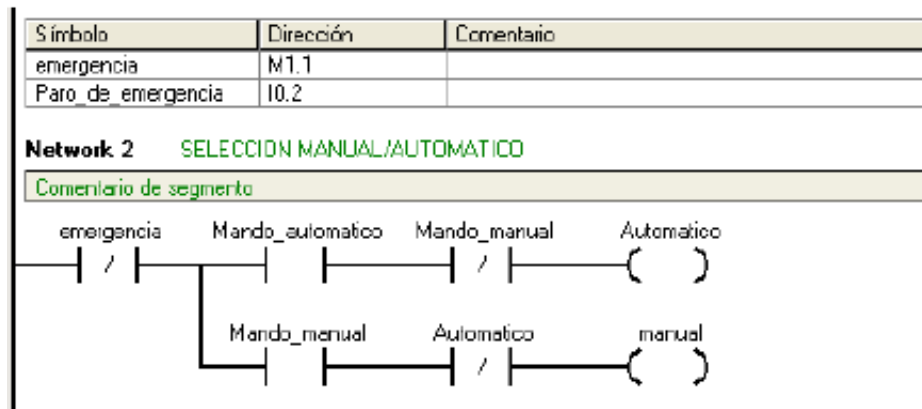 Símbolo Dirección Comentario
emergencia M1.1
Paro_de_emergencia I0.2
Network 2 SELECCION MANUAL/AUTOMATICO
Comentario de segmento
emergencia Mando_automatico Mando_manual Automatico
/ /
Mando_manual Automatico manual
/